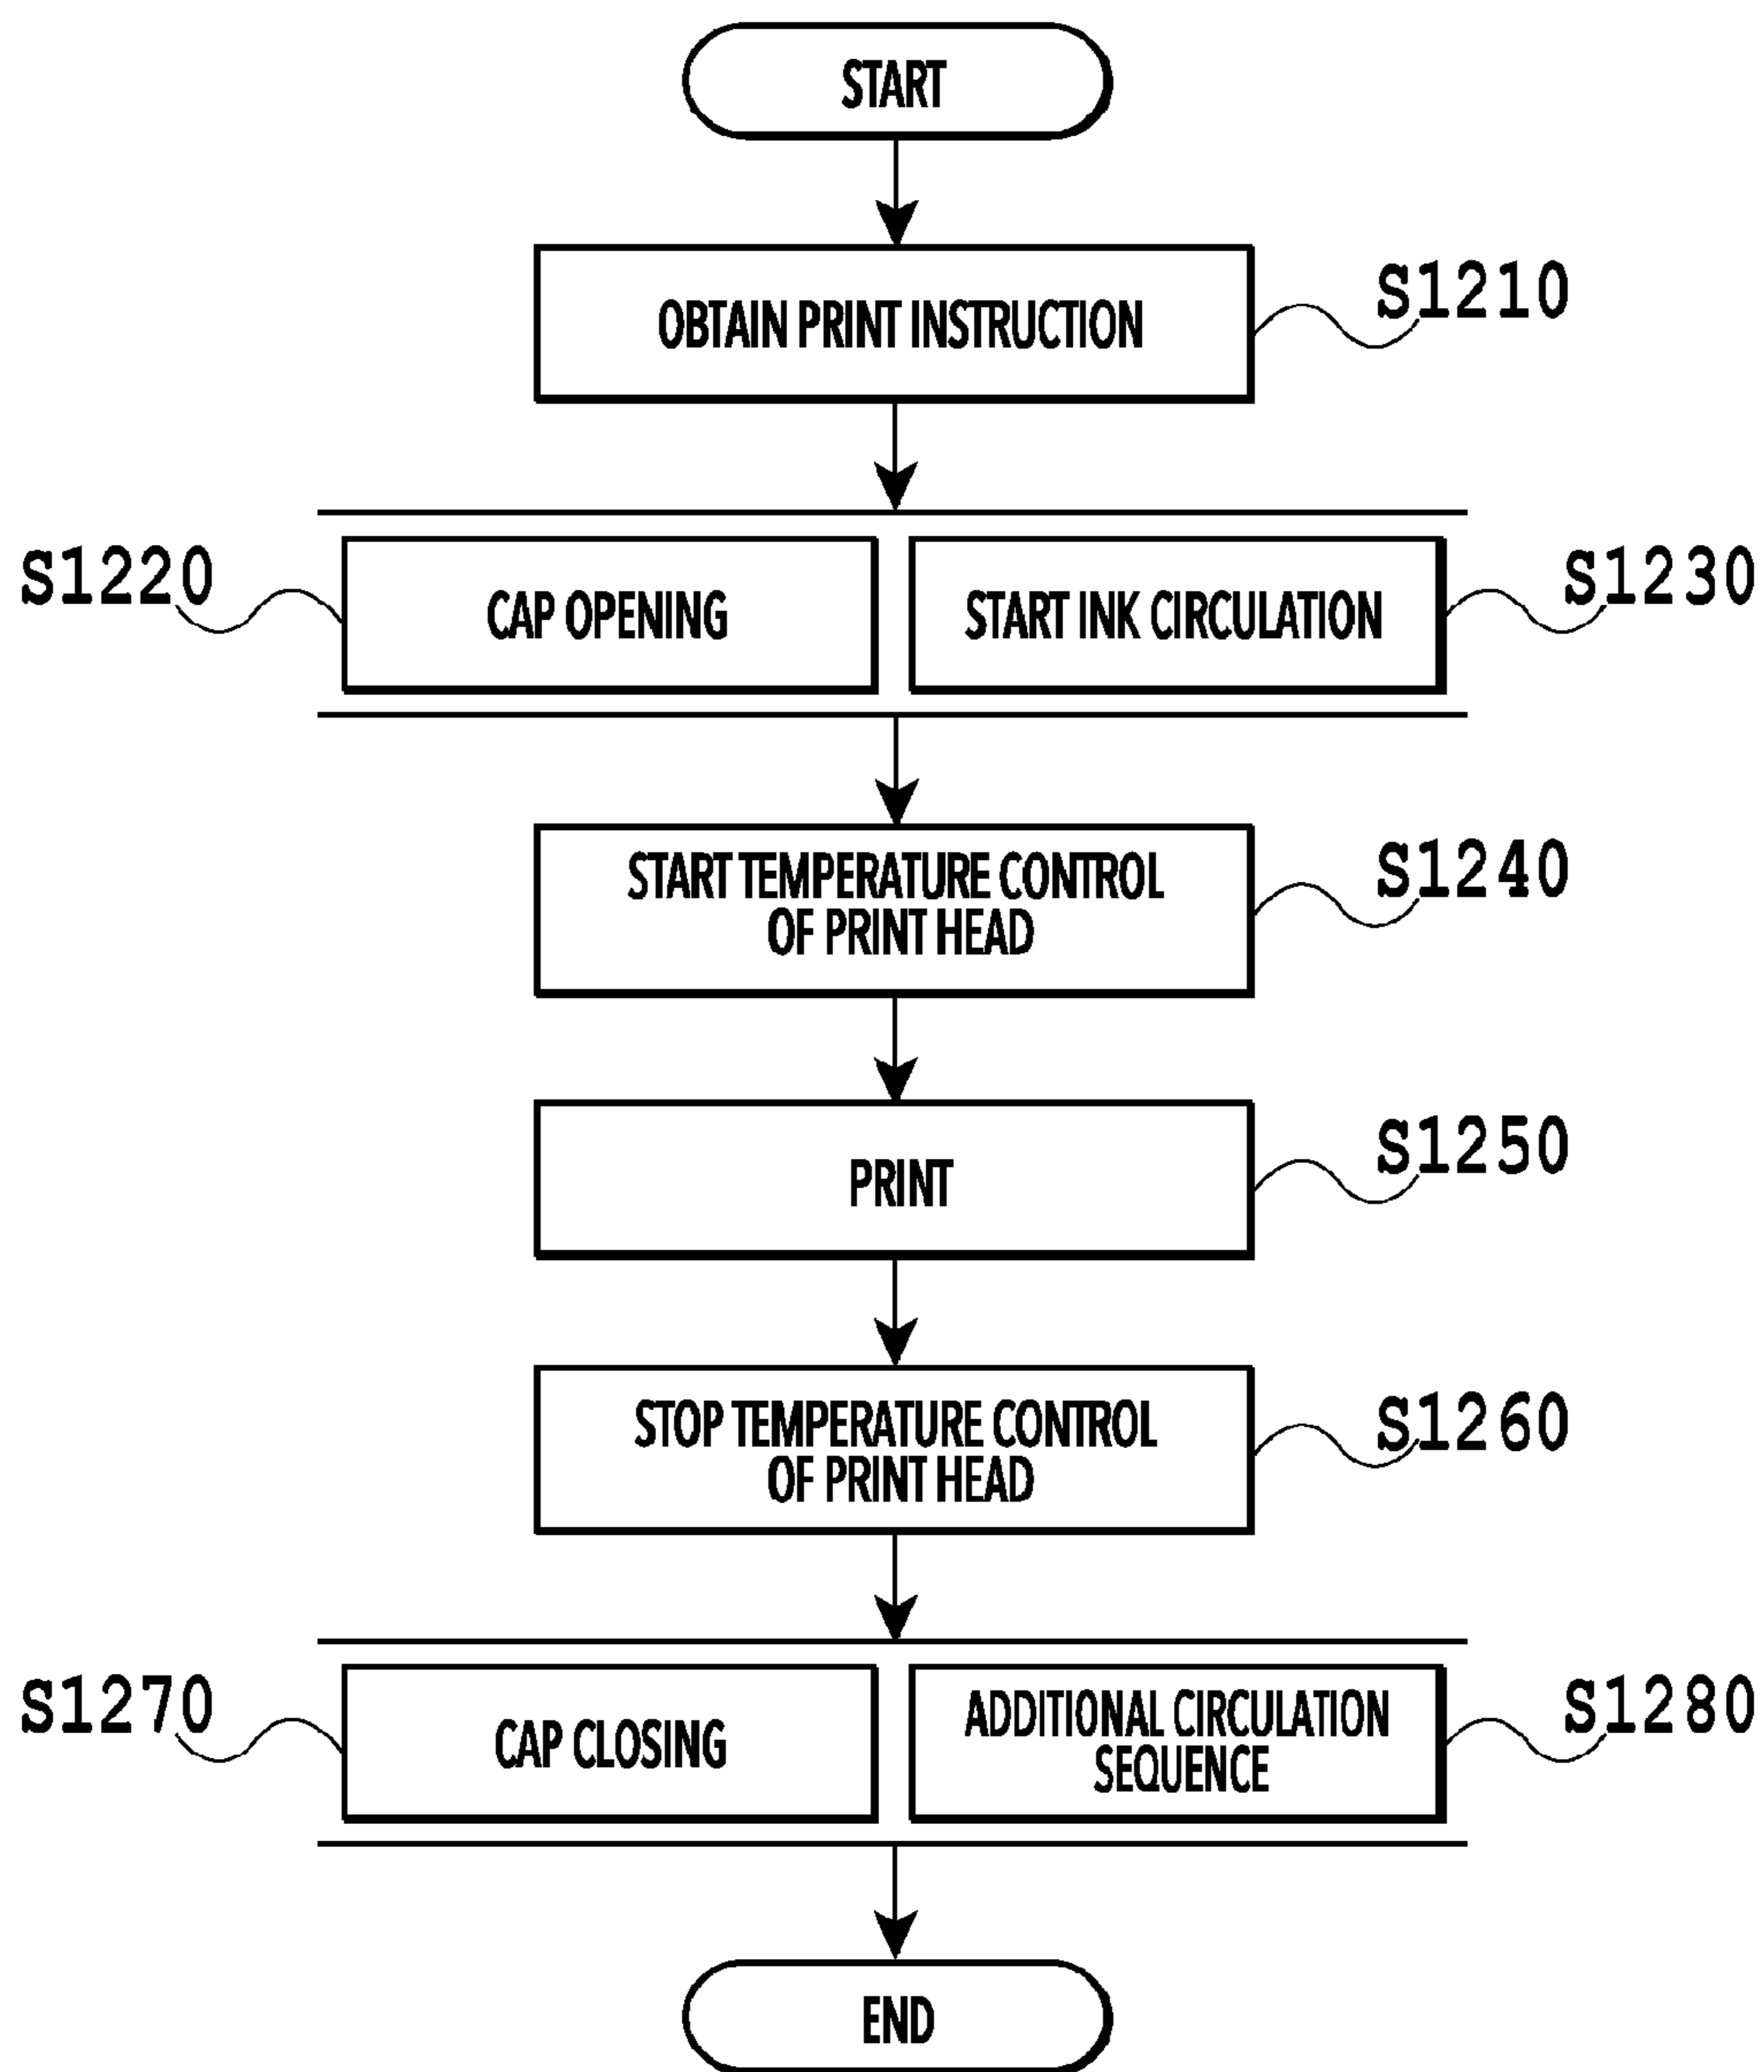 START
OBTAIN PRINT INSTRUCTION
S1210
S1220
CAP OPENING
START INK CIRCULATION
S1230
START TEMPERATURE CONTROL
OF PRINT HEAD
S1240
PRINT
S1250
STOP TEMPERATURE CONTROL
OF PRINT HEAD
S1260
S1270
CAP CLOSING
ADDITIONAL CIRCULATION
SEQUENCE
S1280
END